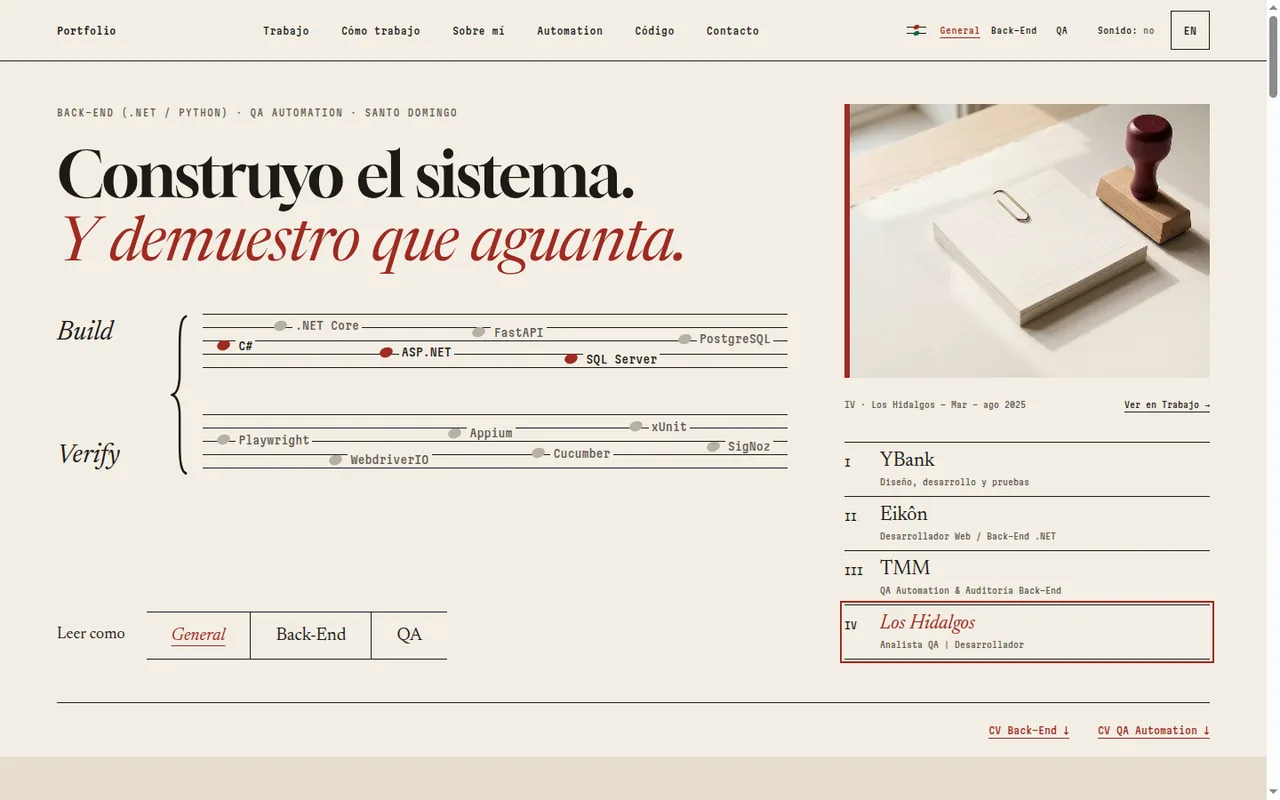 Portfolio
Trabajo
Cómo trabajo
Sobre mí
Automation
Código
Contacto
General
Back-End
QA
Sonido: no
EN
BACK-END (.NET / PYTHON) · QA AUTOMATION · SANTO DOMINGO
Construyo el sistema.
Y demuestro que aguanta.
Build
.NET Core
FastAPI
PostgreSQL
C#
ASP.NET
SQL Server
Verify
Playwright
Appium
xUnit
SigNoz
WebdriverIO
Cucumber
Leer como
General
Back-End
QA
IV · Los Hidalgos — Mar – ago 2025
Ver en Trabajo →
I
YBank
Diseño, desarrollo y pruebas
II
Eikôn
Desarrollador Web / Back-End .NET
III
TMM
QA Automation & Auditoría Back-End
IV
Los Hidalgos
Analista QA | Desarrollador
CV Back-End ↓
CV QA Automation ↓